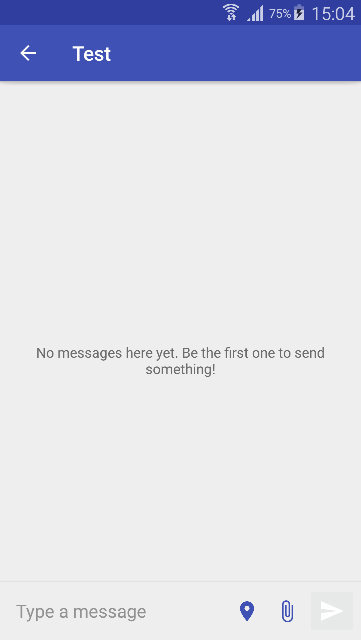 75% 15:04
Test
No messages here yet. Be the first one to send
something!
Type a message